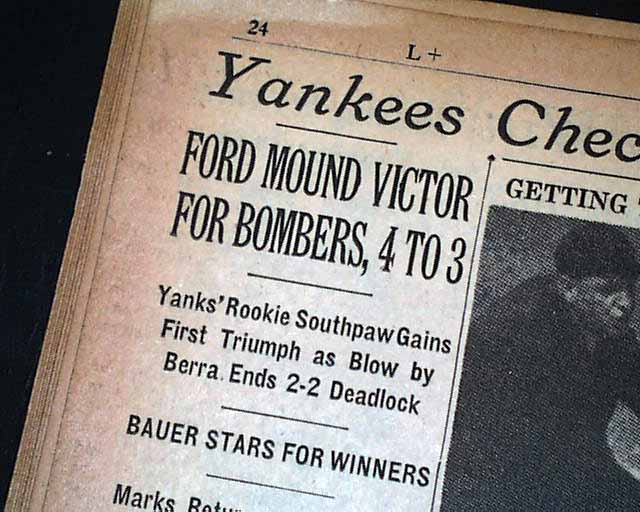 24
L+
Yankees Chec
FORD MOUND VICTOR
FOR BOMBERS, 4 TO 3
GETTING
Yanks' Rookie Southpaw Gains
First Triumph as Blow by
Berra Ends 2-2 Deadlock
BAUER STARS FOR WINNERS
Marks